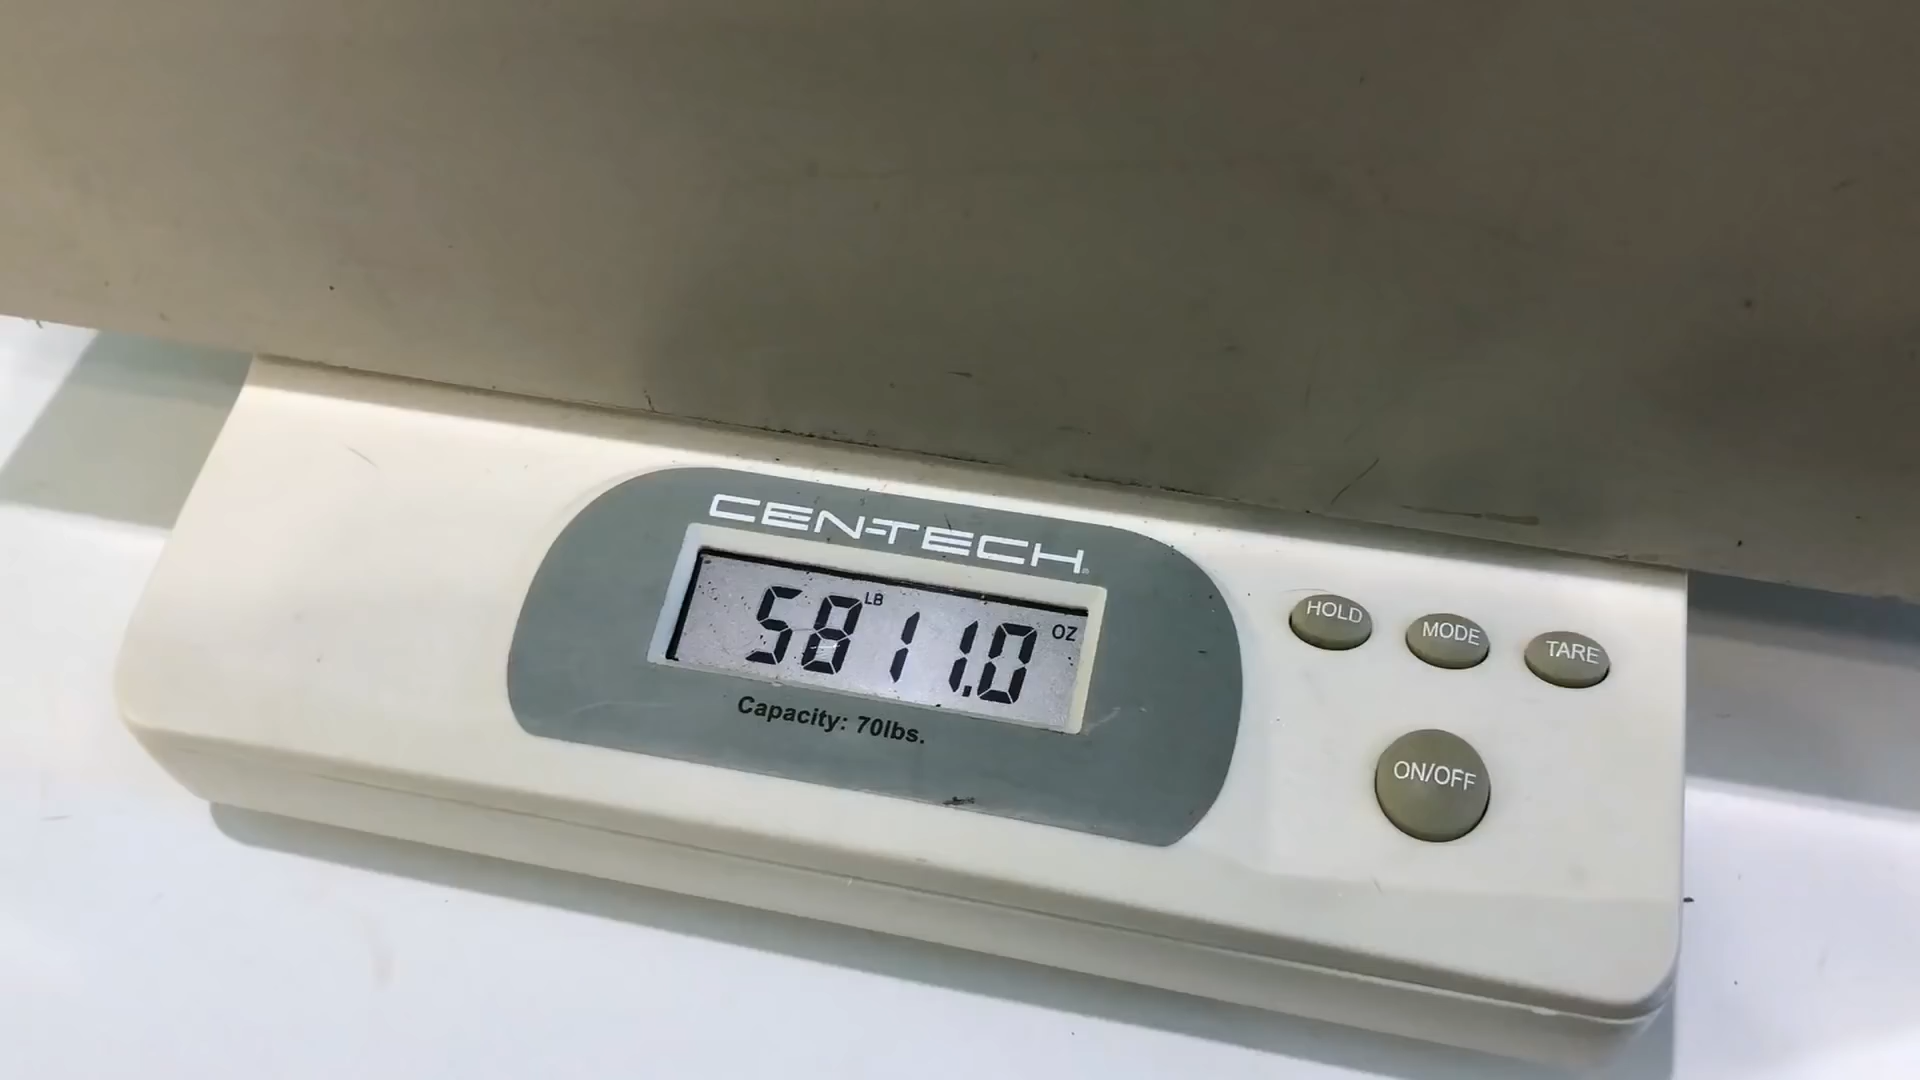 CEN-TECH
58 LB 11.0 OZ
Capacity: 70lbs.
HOLD MODE TARE
ON/OFF